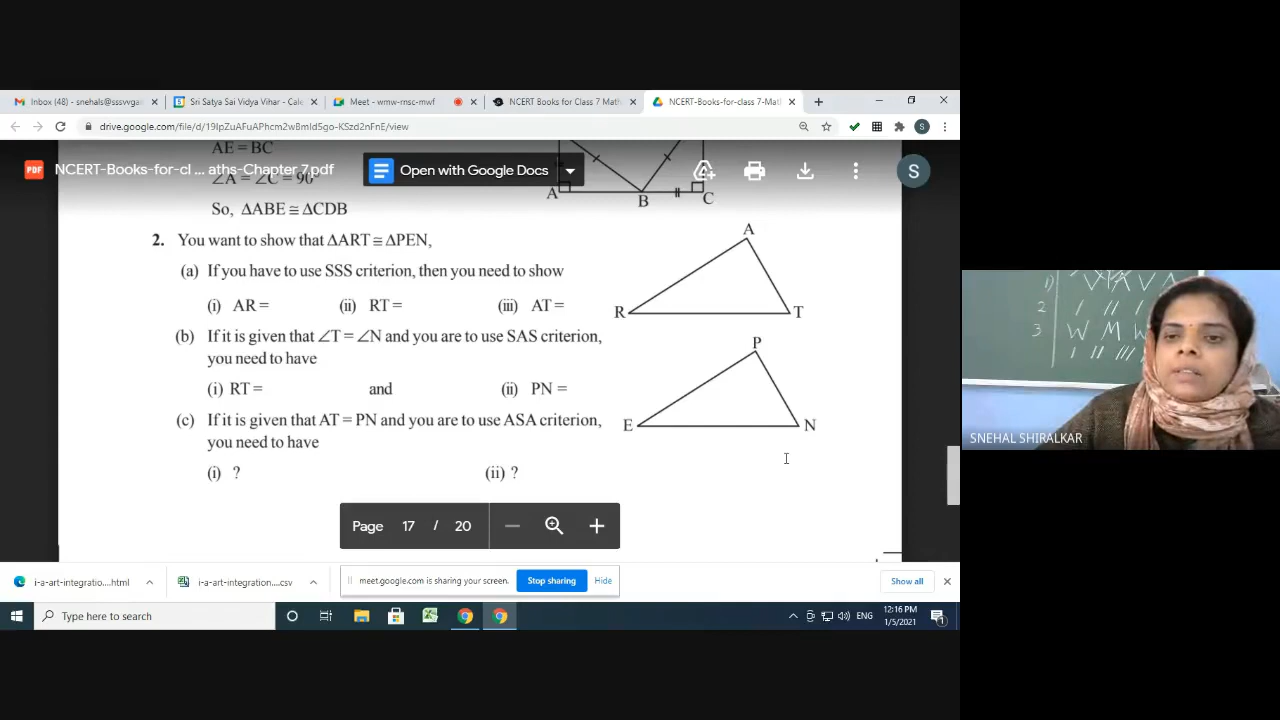 Inbox (48) - snehals@sssvvga
Sri Satya Sai Vidya Vihar - Cale
Meet - wmw-rnsc-mwf
NCERT Books for Class 7 Math
NCERT-Books-for-class 7-Mat
drive.google.com/file/d/19IpZuAFuAPhcm2wBmld5go-KSzd2nFnE/view
PDF
NCERT-Books-for-cl ... aths-Chapter 7.pdf
Open with Google Docs
S
AE = BC
∠A = ∠C = 90
So, ΔABE ≅ ΔCDB
A
B
C
2. You want to show that ΔART ≅ ΔPEN,
(a) If you have to use SSS criterion, then you need to show
(i) AR = (ii) RT = (iii) AT =
(b) If it is given that ∠T = ∠N and you are to use SAS criterion,
you need to have
(i) RT = and (ii) PN =
(c) If it is given that AT = PN and you are to use ASA criterion,
you need to have
(i) ? (ii) ?
A
R
T
P
E
N
Page 17 / 20
i-a-art-integratio....html
i-a-art-integration....csv
meet.google.com is sharing your screen.
Stop sharing
Hide
Show all
Type here to search
ENG
12:16 PM
1/5/2021
1
2
3 W M W
SNEHAL SHIRALKAR